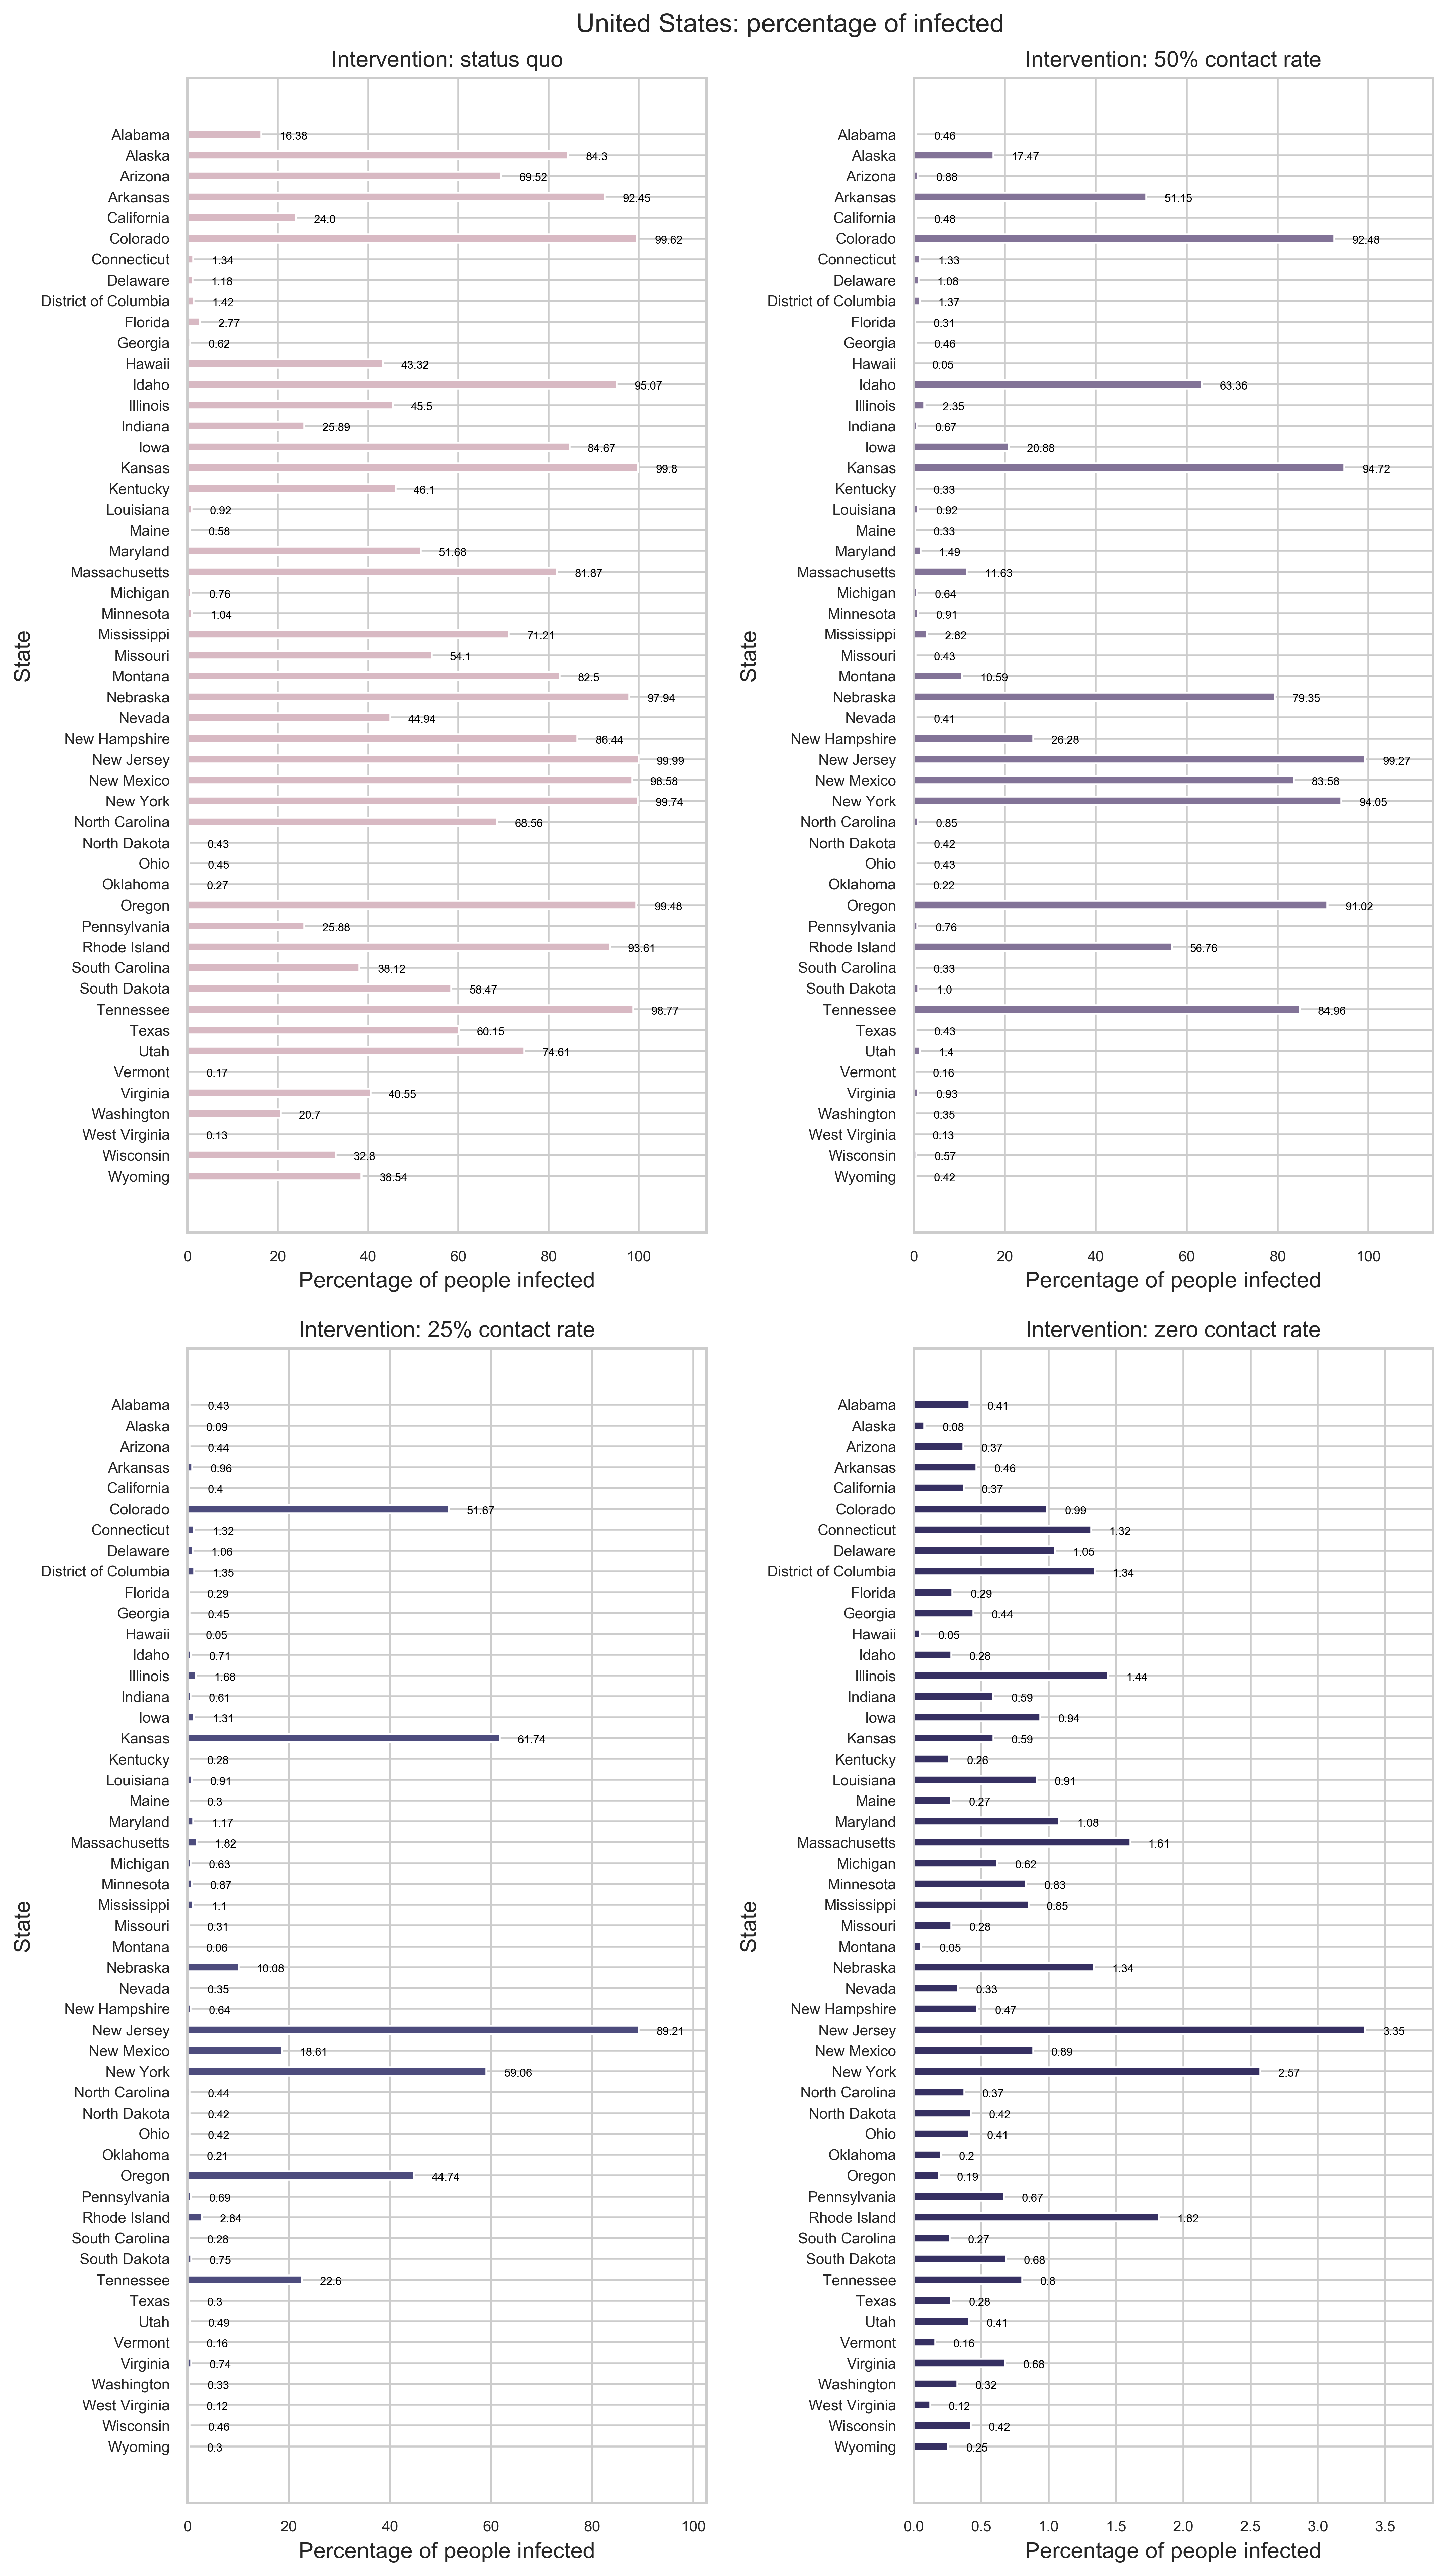 United States: percentage of infected
Intervention: status quo
Alabama 16.38
Alaska 84.3
Arizona 69.52
Arkansas 92.45
California 24.0
Colorado 99.62
Connecticut 1.34
Delaware 1.18
District of Columbia 1.42
Florida 2.77
Georgia 0.62
Hawaii 43.32
Idaho 95.07
Illinois 45.5
Indiana 25.89
Iowa 84.67
Kansas 99.8
Kentucky 46.1
Louisiana 0.92
Maine 0.58
Maryland 51.68
Massachusetts 81.87
Michigan 0.76
Minnesota 1.04
Mississippi 71.21
Missouri 54.1
Montana 82.5
Nebraska 97.94
Nevada 44.94
New Hampshire 86.44
New Jersey 99.99
New Mexico 98.58
New York 99.74
North Carolina 68.56
North Dakota 0.43
Ohio 0.45
Oklahoma 0.27
Oregon 99.48
Pennsylvania 25.88
Rhode Island 93.61
South Carolina 38.12
South Dakota 58.47
Tennessee 98.77
Texas 60.15
Utah 74.61
Vermont 0.17
Virginia 40.55
Washington 20.7
West Virginia 0.13
Wisconsin 32.8
Wyoming 38.54
State
0 20 40 60 80 100
Percentage of people infected
Intervention: 50% contact rate
Alabama 0.46
Alaska 17.47
Arizona 0.88
Arkansas 51.15
California 0.48
Colorado 92.48
Connecticut 1.33
Delaware 1.08
District of Columbia 1.37
Florida 0.31
Georgia 0.46
Hawaii 0.05
Idaho 63.36
Illinois 2.35
Indiana 0.67
Iowa 20.88
Kansas 94.72
Kentucky 0.33
Louisiana 0.92
Maine 0.33
Maryland 1.49
Massachusetts 11.63
Michigan 0.64
Minnesota 0.91
Mississippi 2.82
Missouri 0.43
Montana 10.59
Nebraska 79.35
Nevada 0.41
New Hampshire 26.28
New Jersey 99.27
New Mexico 83.58
New York 94.05
North Carolina 0.85
North Dakota 0.42
Ohio 0.43
Oklahoma 0.22
Oregon 91.02
Pennsylvania 0.76
Rhode Island 56.76
South Carolina 0.33
South Dakota 1.0
Tennessee 84.96
Texas 0.43
Utah 1.4
Vermont 0.16
Virginia 0.93
Washington 0.35
West Virginia 0.13
Wisconsin 0.57
Wyoming 0.42
State
0 20 40 60 80 100
Percentage of people infected
Intervention: 25% contact rate
Alabama 0.43
Alaska 0.09
Arizona 0.44
Arkansas 0.96
California 0.4
Colorado 51.67
Connecticut 1.32
Delaware 1.06
District of Columbia 1.35
Florida 0.29
Georgia 0.45
Hawaii 0.05
Idaho 0.71
Illinois 1.68
Indiana 0.61
Iowa 1.31
Kansas 61.74
Kentucky 0.28
Louisiana 0.91
Maine 0.3
Maryland 1.17
Massachusetts 1.82
Michigan 0.63
Minnesota 0.87
Mississippi 1.1
Missouri 0.31
Montana 0.06
Nebraska 10.08
Nevada 0.35
New Hampshire 0.64
New Jersey 89.21
New Mexico 18.61
New York 59.06
North Carolina 0.44
North Dakota 0.42
Ohio 0.42
Oklahoma 0.21
Oregon 44.74
Pennsylvania 0.69
Rhode Island 2.84
South Carolina 0.28
South Dakota 0.75
Tennessee 22.6
Texas 0.3
Utah 0.49
Vermont 0.16
Virginia 0.74
Washington 0.33
West Virginia 0.12
Wisconsin 0.46
Wyoming 0.3
State
0 20 40 60 80 100
Percentage of people infected
Intervention: zero contact rate
Alabama 0.41
Alaska 0.08
Arizona 0.37
Arkansas 0.46
California 0.37
Colorado 0.99
Connecticut 1.32
Delaware 1.05
District of Columbia 1.34
Florida 0.29
Georgia 0.44
Hawaii 0.05
Idaho 0.28
Illinois 1.44
Indiana 0.59
Iowa 0.94
Kansas 0.59
Kentucky 0.26
Louisiana 0.91
Maine 0.27
Maryland 1.08
Massachusetts 1.61
Michigan 0.62
Minnesota 0.83
Mississippi 0.85
Missouri 0.28
Montana 0.05
Nebraska 1.34
Nevada 0.33
New Hampshire 0.47
New Jersey 3.35
New Mexico 0.89
New York 2.57
North Carolina 0.37
North Dakota 0.42
Ohio 0.41
Oklahoma 0.2
Oregon 0.19
Pennsylvania 0.67
Rhode Island 1.82
South Carolina 0.27
South Dakota 0.68
Tennessee 0.8
Texas 0.28
Utah 0.41
Vermont 0.16
Virginia 0.68
Washington 0.32
West Virginia 0.12
Wisconsin 0.42
Wyoming 0.25
State
0.0 0.5 1.0 1.5 2.0 2.5 3.0 3.5
Percentage of people infected